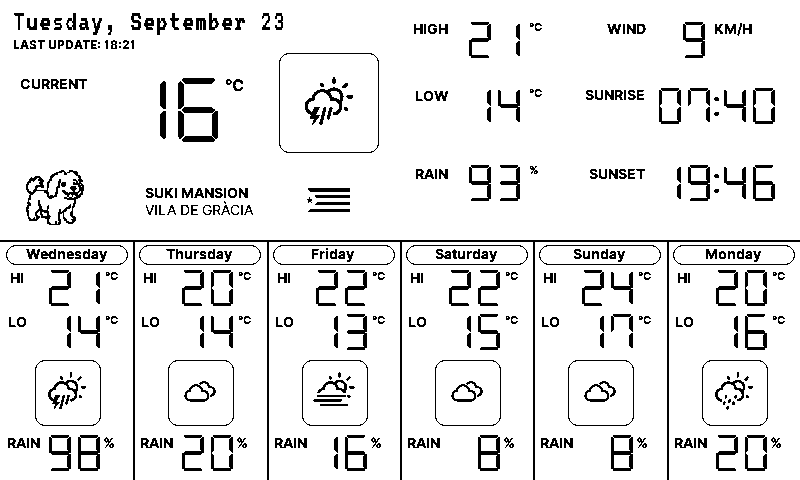 Tuesday, September 23
LAST UPDATE: 18:21
CURRENT 16 °C
SUKI MANSION
VILA DE GRÀCIA
HIGH 21 °C
LOW 14 °C
RAIN 93 %
WIND 9 KM/H
SUNRISE 07:40
SUNSET 19:46
Wednesday
HI 21 °C
LO 14 °C
RAIN 98 %
Thursday
HI 20 °C
LO 14 °C
RAIN 20 %
Friday
HI 22 °C
LO 13 °C
RAIN 16 %
Saturday
HI 22 °C
LO 15 °C
RAIN 8 %
Sunday
HI 24 °C
LO 17 °C
RAIN 8 %
Monday
HI 20 °C
LO 16 °C
RAIN 20 %